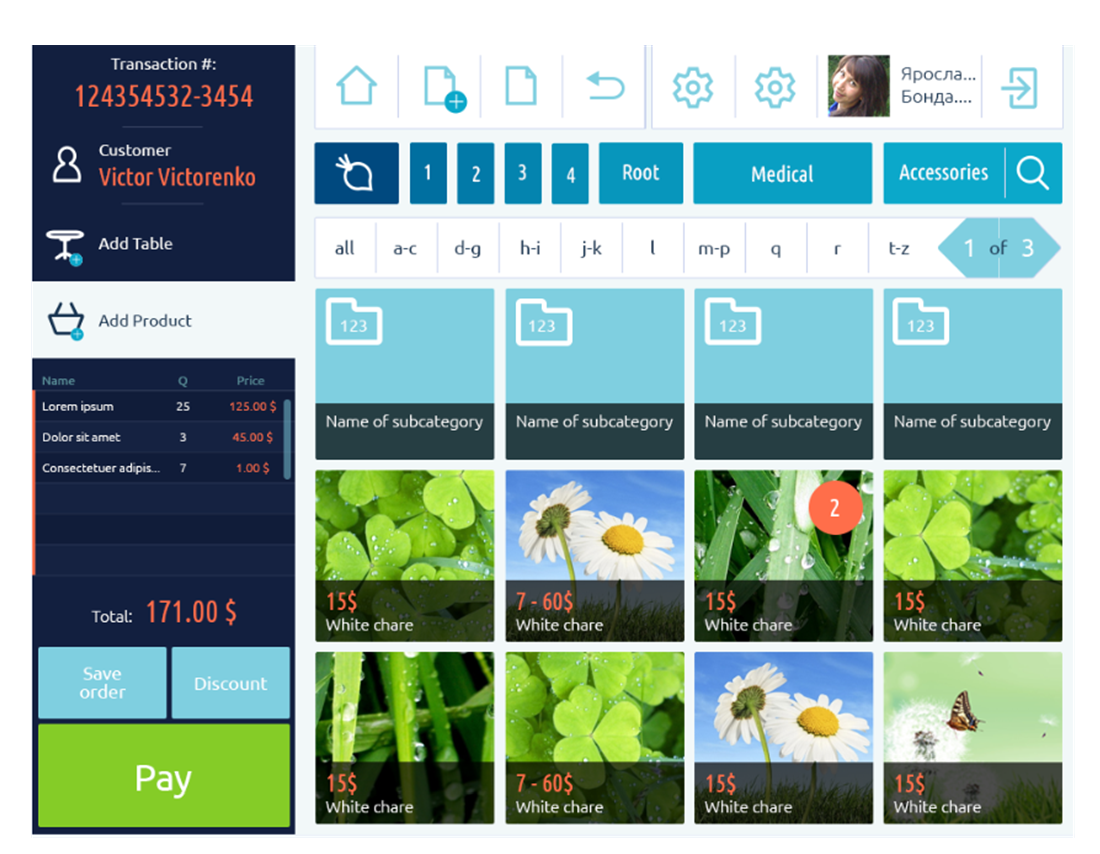 Transaction #:
124354532-3454
Customer
Victor Victorenko
Add Table
Add Product
Name Q Price
Lorem ipsum 25 125.00 $
Dolor sit amet 3 45.00 $
Consectetuer adipis... 7 1.00 $
Total: 171.00 $
Save
order
Discount
Pay
Яросла...
Бонда....
1 2 3 4 Root Medical Accessories
all a-c d-g h-i j-k l m-p q r t-z 1 of 3
123 123 123 123
Name of subcategory Name of subcategory Name of subcategory Name of subcategory
2
15$ 7 - 60$ 15$ 15$
White chare White chare White chare White chare
15$ 7 - 60$ 15$ 15$
White chare White chare White chare White chare